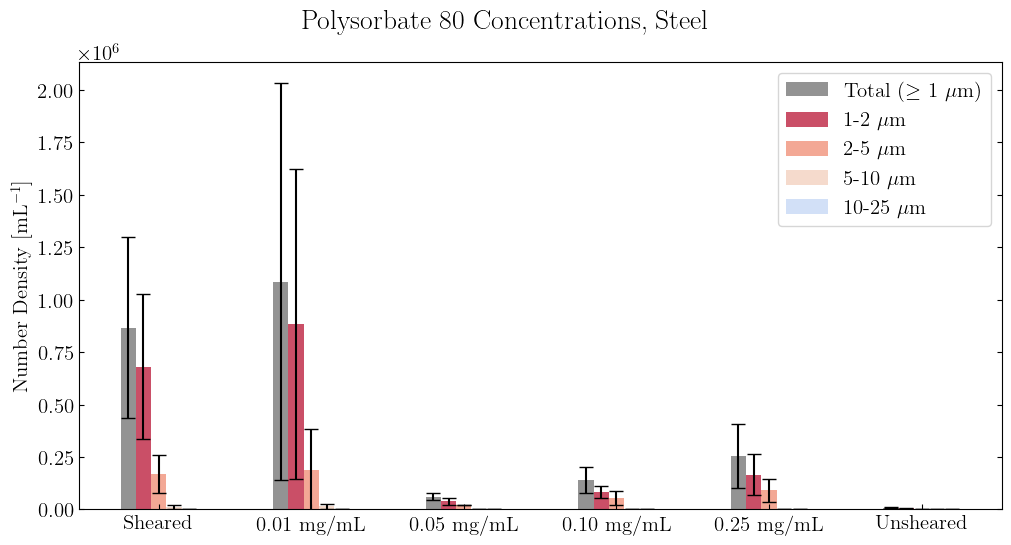 Polysorbate 80 Concentrations, Steel
×10⁶
2.00
1.75
1.50
1.25
1.00
0.75
0.50
0.25
0.00
Number Density [mL⁻¹]
Total (≥ 1 μm)
1-2 μm
2-5 μm
5-10 μm
10-25 μm
Sheared
0.01 mg/mL
0.05 mg/mL
0.10 mg/mL
0.25 mg/mL
Unsheared